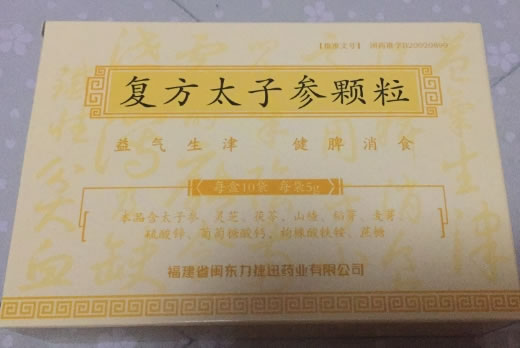 复方太子参颗粒
益气生津 健脾消食
每盒10袋 每袋5g
本品含太子参、灵芝、茯苓、山楂、稻芽、麦芽、
硫酸锌、葡萄糖酸钙、枸橼酸铁铵、蔗糖
福建省闽东力捷迅药业有限公司